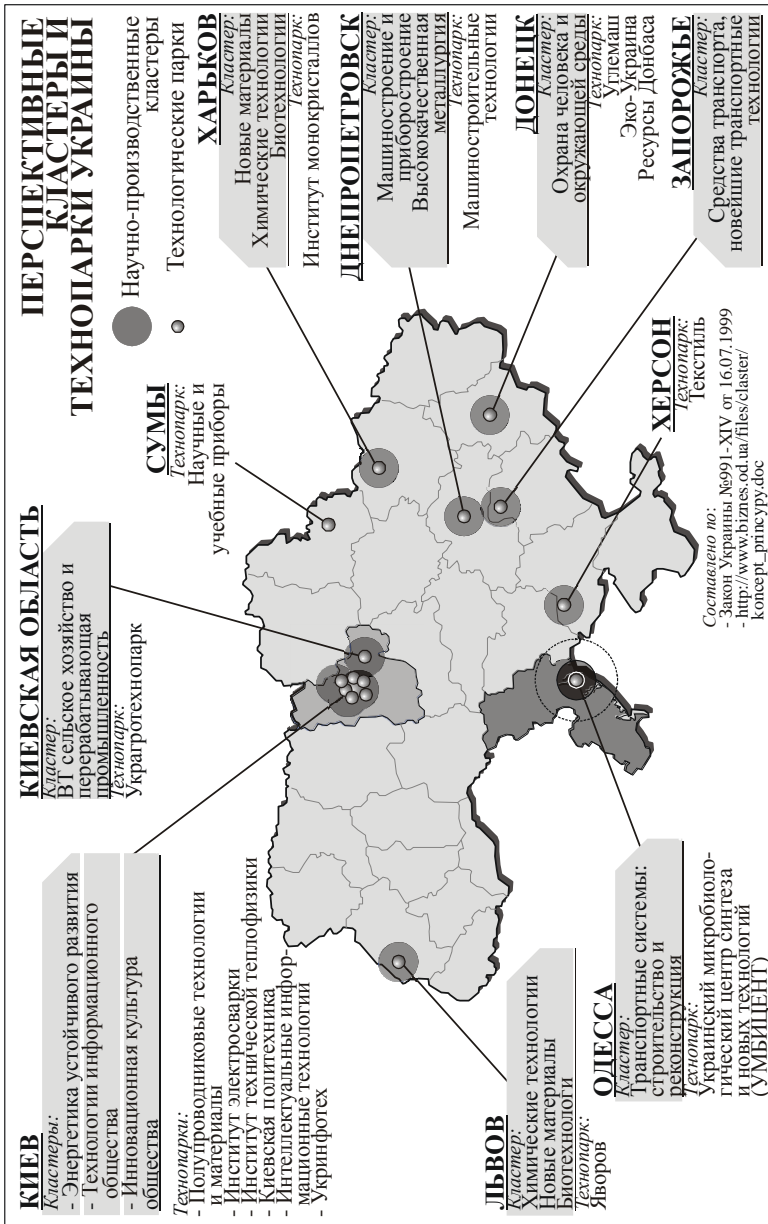 ПЕРСПЕКТИВНЫЕ
КЛАСТЕРЫ И
ТЕХНОПАРКИ УКРАИНЫ
Научно-производственные
кластеры
Технологические парки
КИЕВ
Кластеры:
- Энергетика устойчивого развития
- Технологии информационного
общества
- Инновационная культура
общества
Технопарки:
- Полупроводниковые технологии
и материалы
- Институт электросварки
- Институт технической теплофизики
- Киевская политехника
- Интеллектуальные инфор-
мационные технологий
- Укринфотех
КИЕВСКАЯ ОБЛАСТЬ
Кластер:
ВТ сельское хозяйство и
перерабатывающая
промышленность
Технопарк:
Украгротехнопарк
СУМЫ
Технопарк:
Научные и
учебные приборы
ХАРЬКОВ
Кластер:
Новые материалы
Химические технологии
Биотехнологии
Технопарк:
Институт монокристаллов
ДНЕПРОПЕТРОВСК
Кластер:
Машиностроение и
приборостроение
Высококачественная
металлургия
Технопарк:
Машиностроительные
технологии
ДОНЕЦК
Кластер:
Охрана человека и
окружающей среды
Технопарк:
Углемаш
Эко-Украина
Ресурсы Донбаса
ЗАПОРОЖЬЕ
Кластер:
Средства транспорта,
новейшие транспортные
технологии
ХЕРСОН
Технопарк:
Текстиль
ЛЬВОВ
Кластер:
Химические технологии
Новые материалы
Биотехнологи
Технопарк:
Яворов
ОДЕССА
Кластер:
Транспортные системы:
строительство и
реконструкция
Технопарк:
Украинский микробиоло-
гический центр синтеза
и новых технологий
(УМБИЦЕНТ)
Составлено по:
- Закон Украины №991-XIV от 16.07.1999
- http://www.biznes.od.ua/files/claster/
koncept_princypy.doc